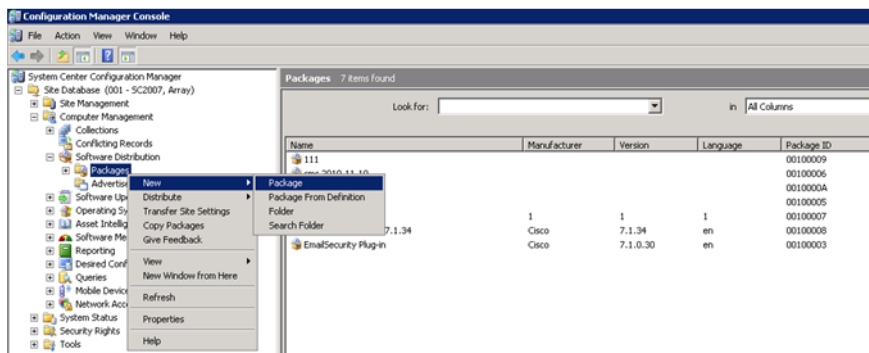 Configuration Manager Console
File Action View Window Help
System Center Configuration Manager
Site Database (001 - SC2007, Array)
Site Management
Computer Management
Collections
Conflicting Records
Software Distribution
Packages
Advertise
Software Up
Operating Sy
Asset Intellig
Software Me
Reporting
Desired Conf
Queries
Mobile Device
Network Acc
System Status
Security Rights
Tools
New
Distribute
Transfer Site Settings
Copy Packages
Give Feedback
View
New Window from Here
Refresh
Properties
Help
Package
Package From Definition
Folder
Search Folder
Packages 7 items found
Look for: in All Columns
Name Manufacturer Version Language Package ID
111 00100009
2010-11-10 00100006
0010000A
00100005
1 1 1 00100007
7.1.34 Cisco 7.1.34 en 00100008
EmailSecurity Plug-in Cisco 7.1.0.30 en 00100003